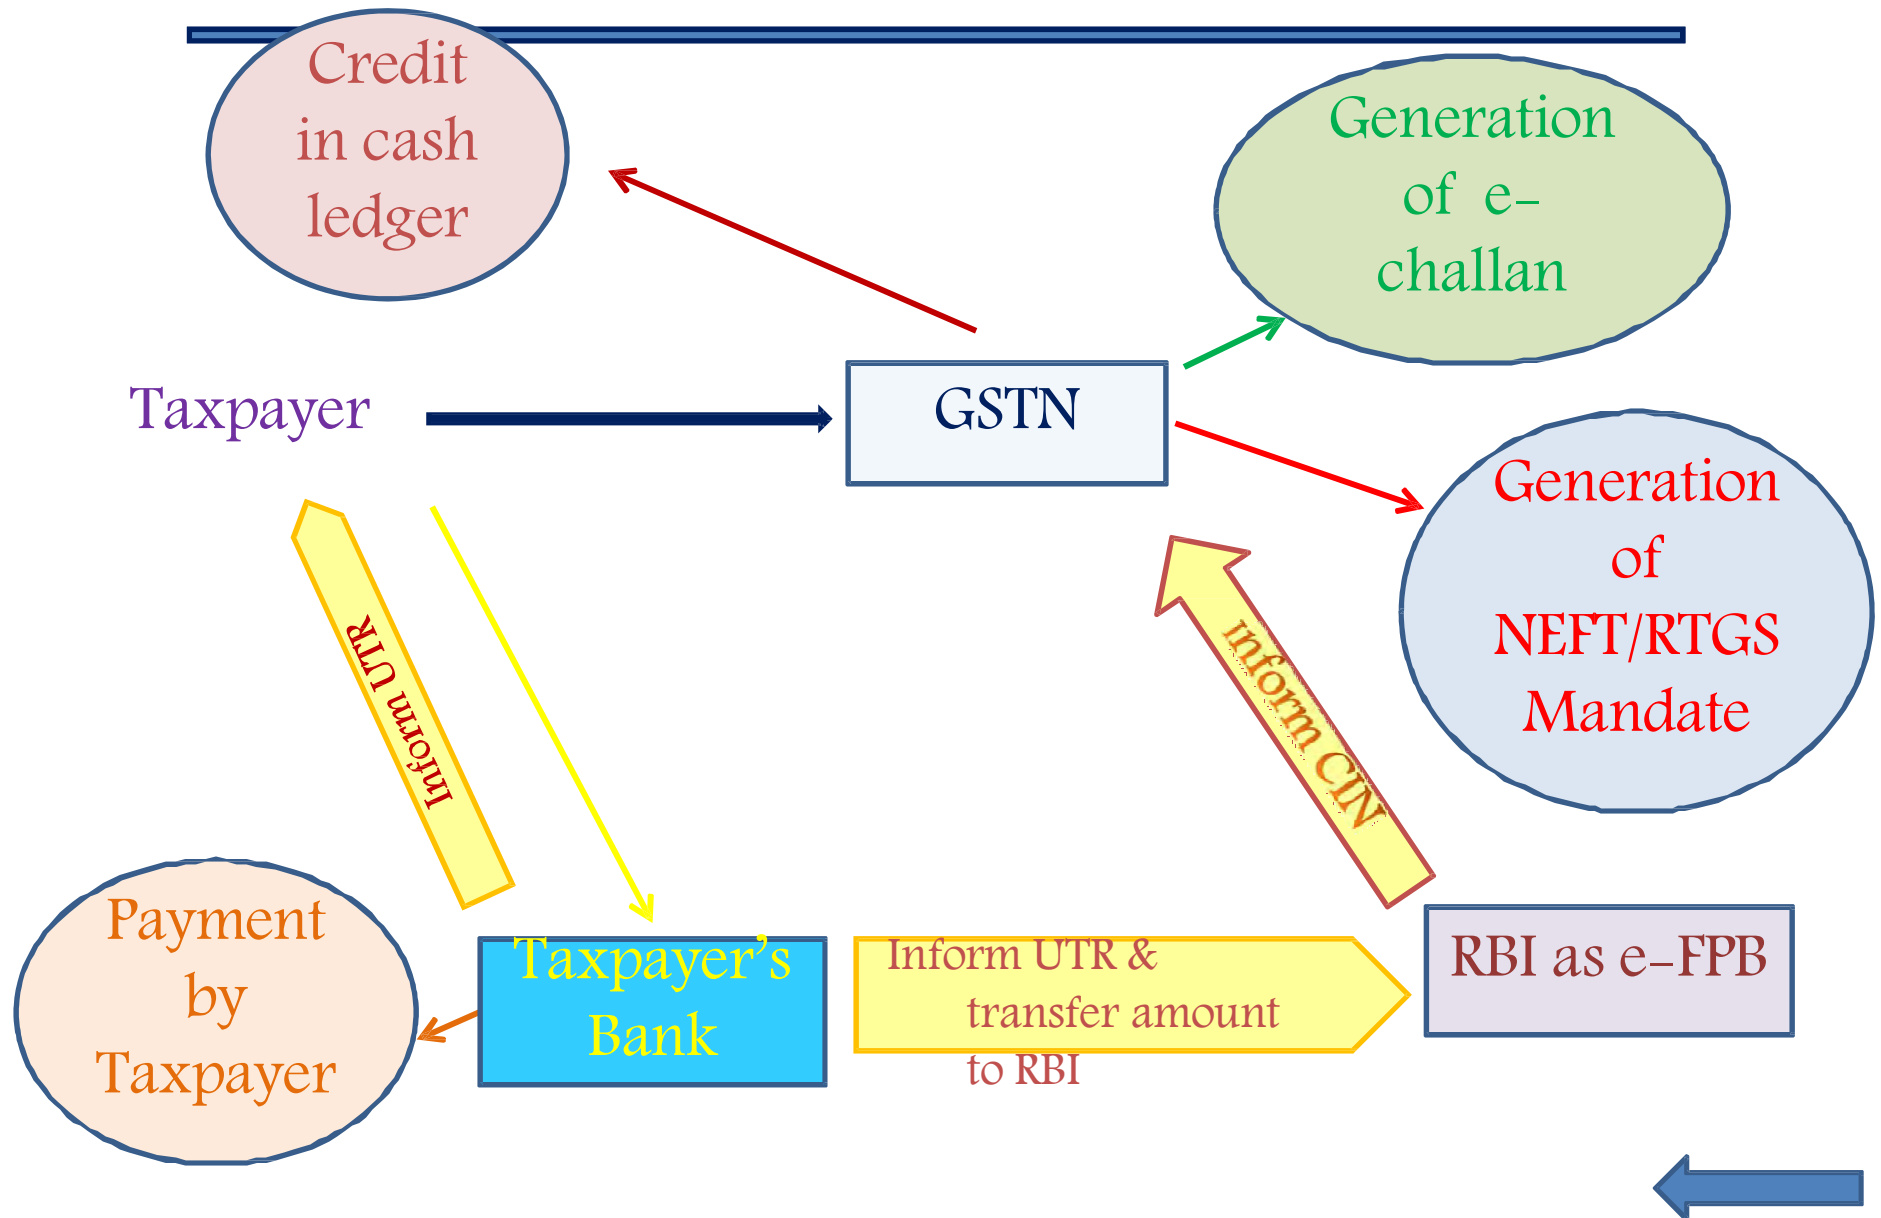 Credit
in cash
ledger
Generation
of e-
challan
Taxpayer
GSTN
Generation
of
NEFT/RTGS
Mandate
Inform UTR
inform CIN
Payment
by
Taxpayer
Taxpayer's
Bank
Inform UTR &
transfer amount
to RBI
RBI as e-FPB